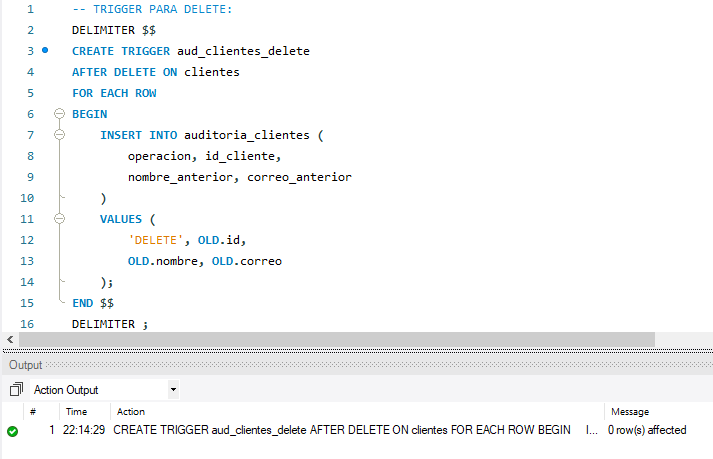 1 -- TRIGGER PARA DELETE:
2 DELIMITER $$
3 CREATE TRIGGER aud_clientes_delete
4 AFTER DELETE ON clientes
5 FOR EACH ROW
6 BEGIN
7 INSERT INTO auditoria_clientes (
8 operacion, id_cliente,
9 nombre_anterior, correo_anterior
10 )
11 VALUES (
12 'DELETE', OLD.id,
13 OLD.nombre, OLD.correo
14 );
15 END $$
16 DELIMITER ;
Output
Action Output
# Time Action Message
1 22:14:29 CREATE TRIGGER aud_clientes_delete AFTER DELETE ON clientes FOR EACH ROW BEGIN I... 0 row(s) affected